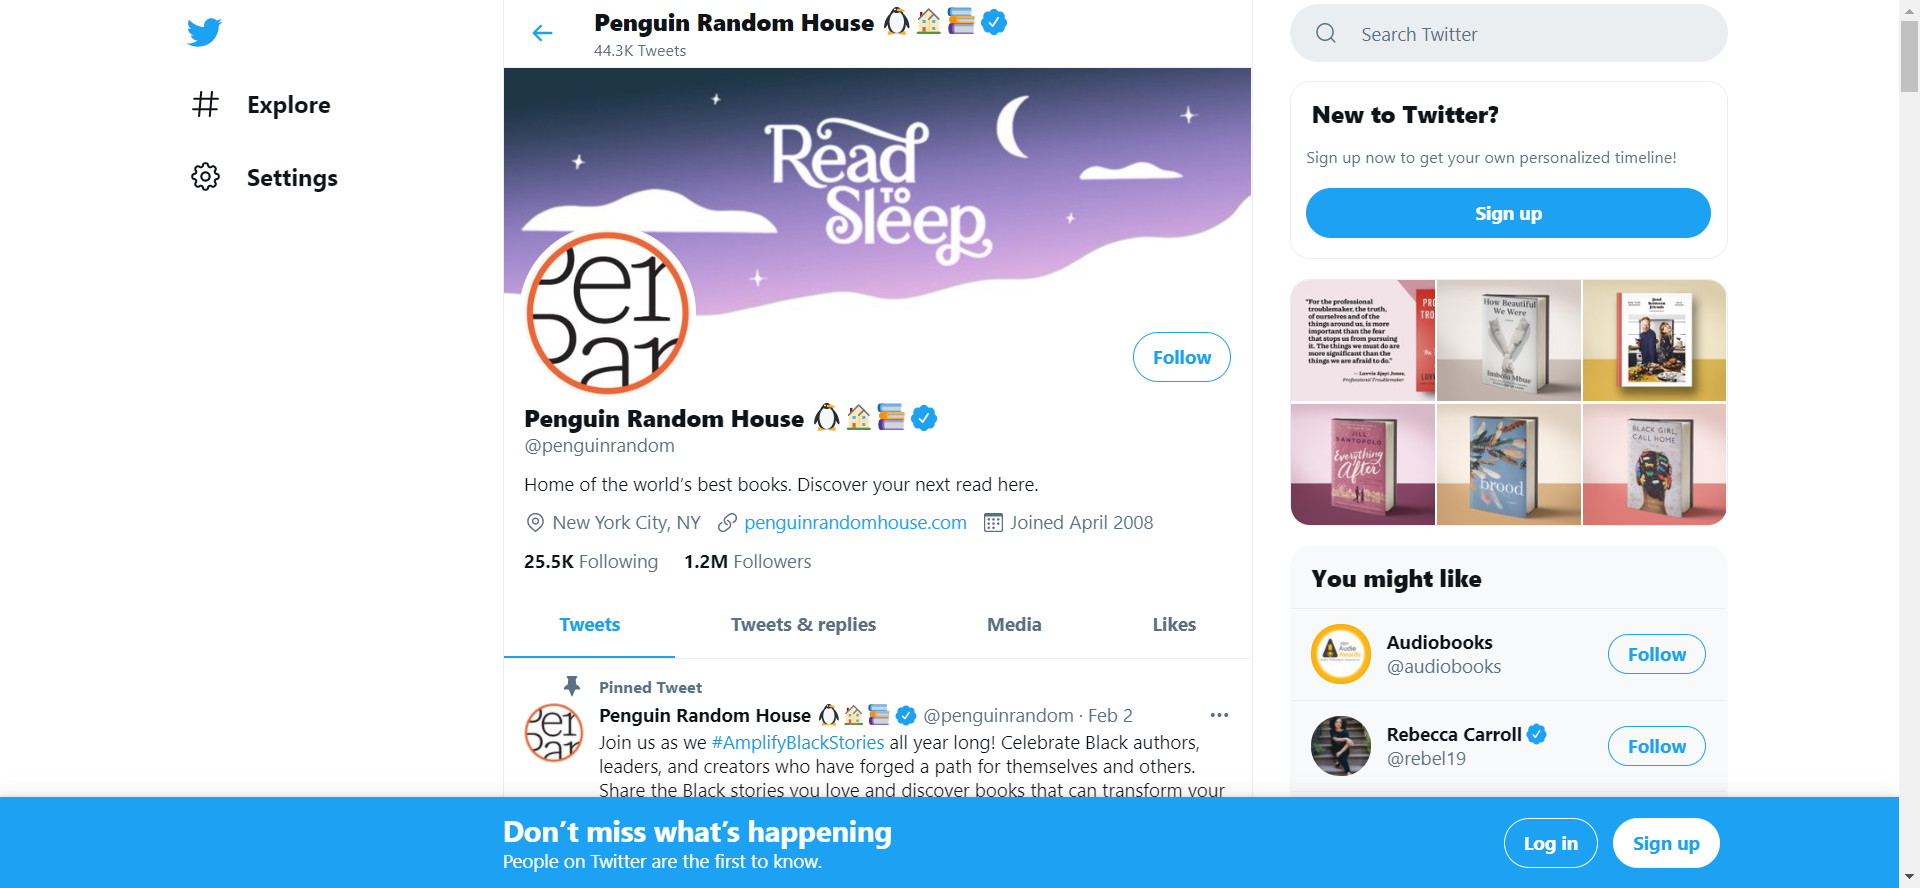 Explore
Settings
Penguin Random House
44.3K Tweets
Read
TO
Sleep
Follow
Penguin Random House
@penguinrandom
Home of the world's best books. Discover your next read here.
New York City, NY penguinrandomhouse.com Joined April 2008
25.5K Following 1.2M Followers
Tweets Tweets & replies Media Likes
Pinned Tweet
Penguin Random House @penguinrandom · Feb 2
Join us as we #AmplifyBlackStories all year long! Celebrate Black authors,
leaders, and creators who have forged a path for themselves and others.
Share the Black stories you love and discover books that can transform your
Search Twitter
New to Twitter?
Sign up now to get your own personalized timeline!
Sign up
"For the professional
troublemaker, the truth,
of ourselves and of the
things around us, is more
important than the fear
that stops us from pursuing
it. The things we must do are
more significant than the
things we are afraid to do."
— Luvvie Ajayi Jones,
Professional Troublemaker
PRO
TRO
How Beautiful
We Were
Imbolo Mbue
JILL
SANTOPOLO
Everything
After
brood
BLACK GIRL,
CALL HOME
You might like
Audiobooks
@audiobooks
Follow
Rebecca Carroll
@rebel19
Follow
Don't miss what's happening
People on Twitter are the first to know.
Log in
Sign up